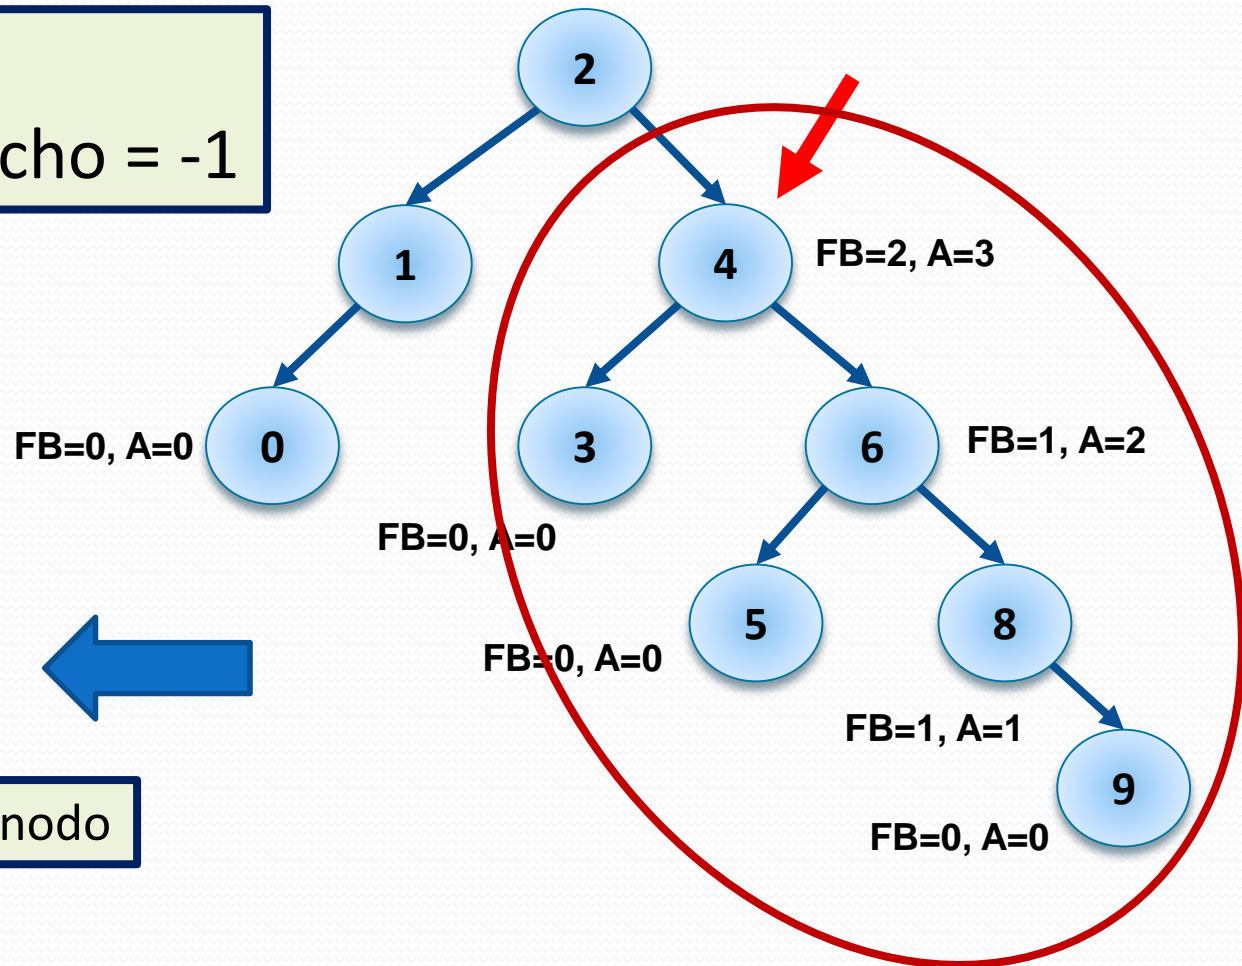 cho = -1
2
1
4
FB=2, A=3
FB=0, A=0
0
3
6
FB=1, A=2
FB=0, A=0
5
8
FB=0, A=0
FB=1, A=1
9
nodo
FB=0, A=0